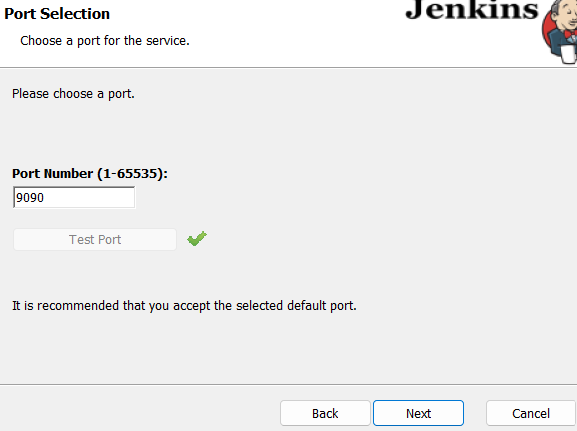 Port Selection
Jenkins
Choose a port for the service.
Please choose a port.
Port Number (1-65535):
9090
Test Port
It is recommended that you accept the selected default port.
Back
Next
Cancel